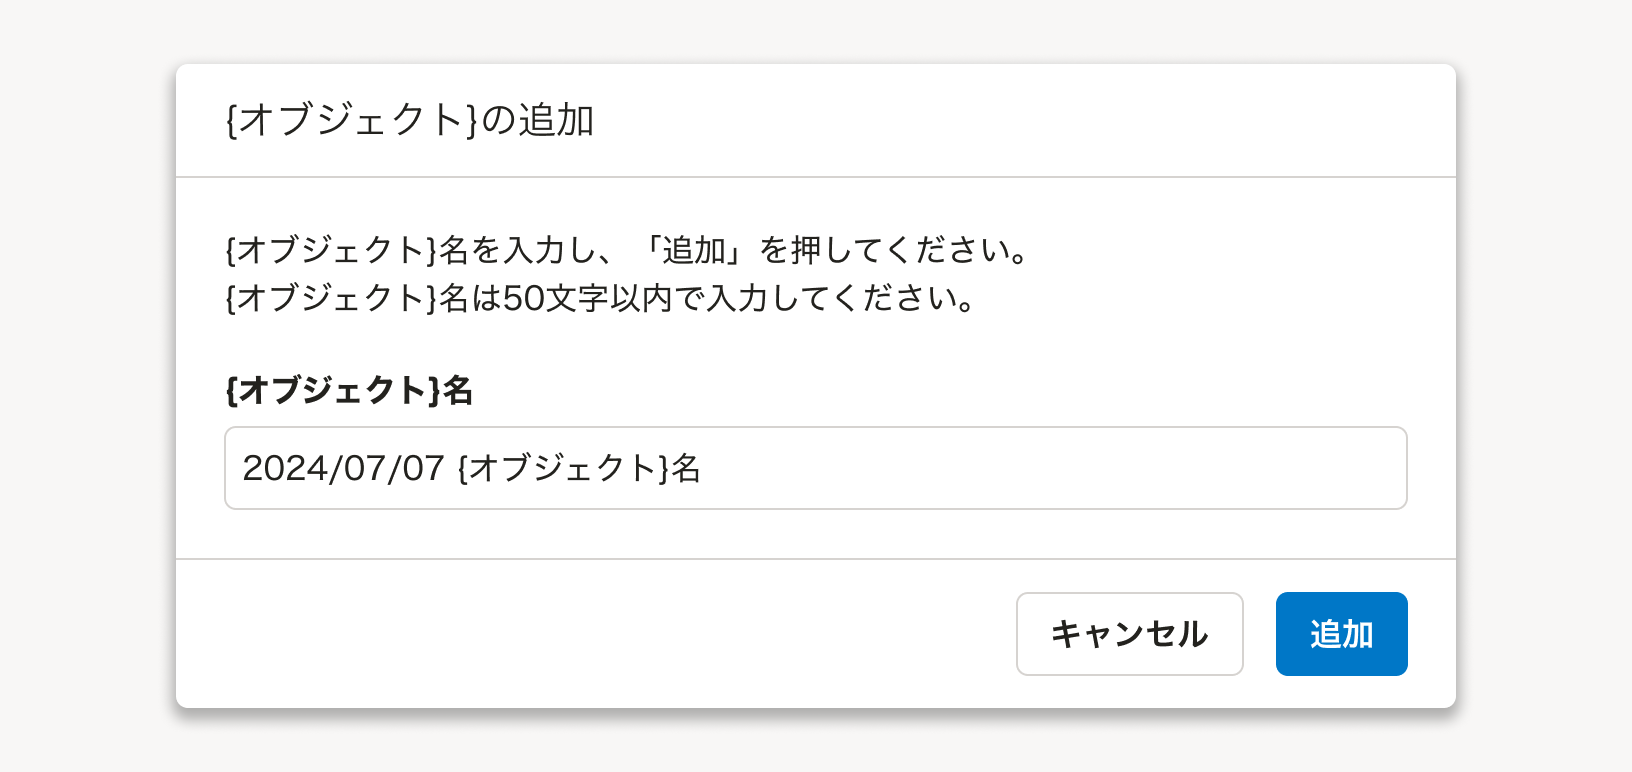 {オブジェクト}の追加
{オブジェクト}名を入力し、「追加」を押してください。
{オブジェクト}名は50文字以内で入力してください。
{オブジェクト}名
2024/07/07 {オブジェクト}名
キャンセル
追加